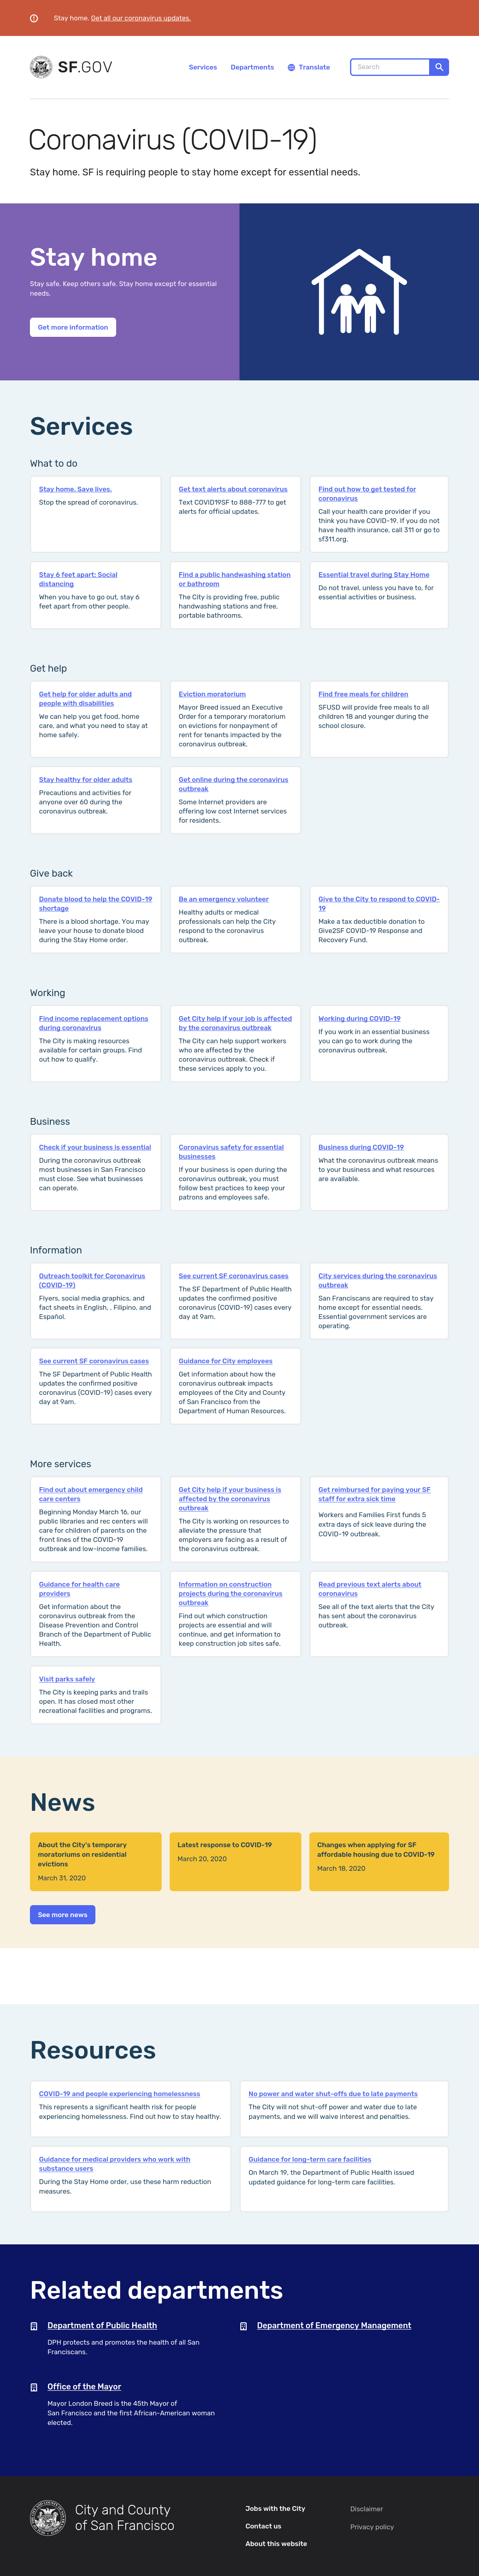 Stay home. Get all our coronavirus updates.
SF.GOV
Services
Departments
Translate
Search
Coronavirus (COVID-19)
Stay home. SF is requiring people to stay home except for essential needs.
Stay home
Stay safe. Keep others safe. Stay home except for essential
needs.
Get more information
Services
What to do
Stay home. Save lives.
Stop the spread of coronavirus.
Get text alerts about coronavirus
Text COVID19SF to 888-777 to get
alerts for official updates.
Find out how to get tested for
coronavirus
Call your health care provider if you
think you have COVID-19. If you do not
have health insurance, call 311 or go to
sf311.org.
Stay 6 feet apart: Social
distancing
When you have to go out, stay 6
feet apart from other people.
Find a public handwashing station
or bathroom
The City is providing free, public
handwashing stations and free,
portable bathrooms.
Essential travel during Stay Home
Do not travel, unless you have to, for
essential activities or business.
Get help
Get help for older adults and
people with disabilities
We can help you get food, home
care, and what you need to stay at
home safely.
Eviction moratorium
Mayor Breed issued an Executive
Order for a temporary moratorium
on evictions for nonpayment of
rent for tenants impacted by the
coronavirus outbreak.
Find free meals for children
SFUSD will provide free meals to all
children 18 and younger during the
school closure.
Stay healthy for older adults
Precautions and activities for
anyone over 60 during the
coronavirus outbreak.
Get online during the coronavirus
outbreak
Some Internet providers are
offering low cost Internet services
for residents.
Give back
Donate blood to help the COVID-19
shortage
There is a blood shortage. You may
leave your house to donate blood
during the Stay Home order.
Be an emergency volunteer
Healthy adults or medical
professionals can help the City
respond to the coronavirus
outbreak.
Give to the City to respond to COVID-
19
Make a tax deductible donation to
Give2SF COVID-19 Response and
Recovery Fund.
Working
Find income replacement options
during coronavirus
The City is making resources
available for certain groups. Find
out how to qualify.
Get City help if your job is affected
by the coronavirus outbreak
The City can help support workers
who are affected by the
coronavirus outbreak. Check if
these services apply to you.
Working during COVID-19
If you work in an essential business
you can go to work during the
coronavirus outbreak.
Business
Check if your business is essential
During the coronavirus outbreak
most businesses in San Francisco
must close. See what businesses
can operate.
Coronavirus safety for essential
businesses
If your business is open during the
coronavirus outbreak, you must
follow best practices to keep your
patrons and employees safe.
Business during COVID-19
What the coronavirus outbreak means
to your business and what resources
are available.
Information
Outreach toolkit for Coronavirus
(COVID-19)
Flyers, social media graphics, and
fact sheets in English, , Filipino, and
Español.
See current SF coronavirus cases
The SF Department of Public Health
updates the confirmed positive
coronavirus (COVID-19) cases every
day at 9am.
City services during the coronavirus
outbreak
San Franciscans are required to stay
home except for essential needs.
Essential government services are
operating.
See current SF coronavirus cases
The SF Department of Public Health
updates the confirmed positive
coronavirus (COVID-19) cases every
day at 9am.
Guidance for City employees
Get information about how the
coronavirus outbreak impacts
employees of the City and County
of San Francisco from the
Department of Human Resources.
More services
Find out about emergency child
care centers
Beginning Monday March 16, our
public libraries and rec centers will
care for children of parents on the
front lines of the COVID-19
outbreak and low-income families.
Get City help if your business is
affected by the coronavirus
outbreak
The City is working on resources to
alleviate the pressure that
employers are facing as a result of
the coronavirus outbreak.
Get reimbursed for paying your SF
staff for extra sick time
Workers and Families First funds 5
extra days of sick leave during the
COVID-19 outbreak.
Guidance for health care
providers
Get information about the
coronavirus outbreak from the
Disease Prevention and Control
Branch of the Department of Public
Health.
Information on construction
projects during the coronavirus
outbreak
Find out which construction
projects are essential and will
continue, and get information to
keep construction job sites safe.
Read previous text alerts about
coronavirus
See all of the text alerts that the City
has sent about the coronavirus
outbreak.
Visit parks safely
The City is keeping parks and trails
open. It has closed most other
recreational facilities and programs.
News
About the City's temporary
moratoriums on residential
evictions
March 31, 2020
Latest response to COVID-19
March 20, 2020
Changes when applying for SF
affordable housing due to COVID-19
March 18, 2020
See more news
Resources
COVID-19 and people experiencing homelessness
This represents a significant health risk for people
experiencing homelessness. Find out how to stay healthy.
No power and water shut-offs due to late payments
The City will not shut-off power and water due to late
payments, and we will waive interest and penalties.
Guidance for medical providers who work with
substance users
During the Stay Home order, use these harm reduction
measures.
Guidance for long-term care facilities
On March 19, the Department of Public Health issued
updated guidance for long-term care facilities.
Related departments
Department of Public Health
DPH protects and promotes the health of all San
Franciscans.
Department of Emergency Management
Office of the Mayor
Mayor London Breed is the 45th Mayor of
San Francisco and the first African-American woman
elected.
City and County
of San Francisco
Jobs with the City
Contact us
About this website
Disclaimer
Privacy policy